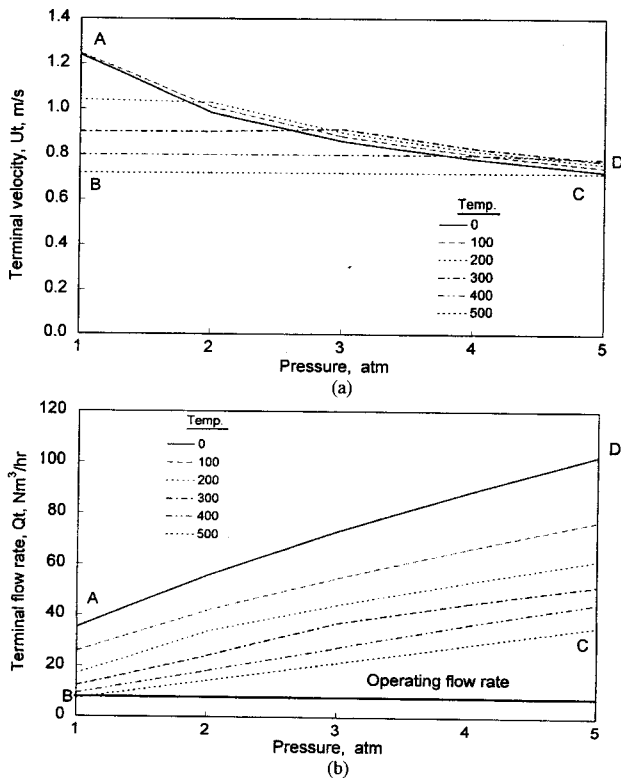 Terminal velocity, Ut, m/s
1.4
1.2
1.0
0.8
0.6
0.4
0.2
0.0
A
B
C
D
Temp.
0
100
200
300
400
500
1
2
3
4
5
Pressure, atm
(a)
Terminal flow rate, Qt, Nm³/hr
120
100
80
60
40
20
0
A
B
C
D
Temp.
0
100
200
300
400
500
Operating flow rate
1
2
3
4
5
Pressure, atm
(b)